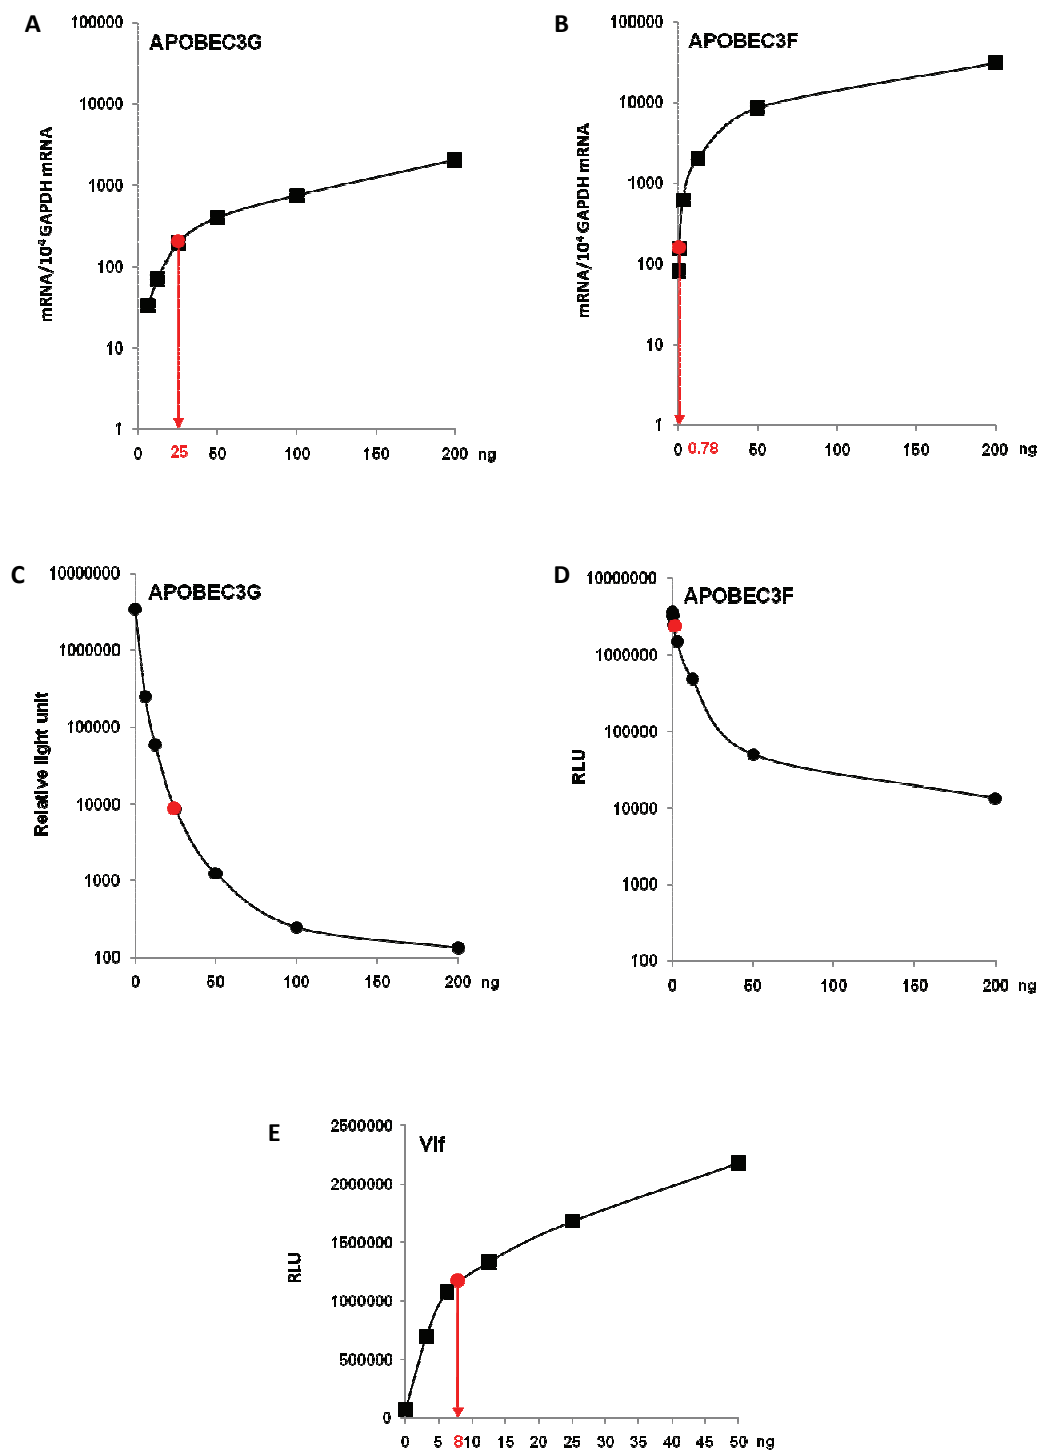 A
APOBEC3G
mRNA/10⁴ GAPDH mRNA
100000
10000
1000
100
10
1
0 25 50 100 150 200 ng
B
APOBEC3F
mRNA/10⁴ GAPDH mRNA
100000
10000
1000
100
10
1
0 0.78 50 100 150 200 ng
C
APOBEC3G
Relative light unit
10000000
1000000
100000
10000
1000
100
0 50 100 150 200 ng
D
APOBEC3F
RLU
10000000
1000000
100000
10000
1000
100
0 50 100 150 200 ng
E
Vif
RLU
2500000
2000000
1500000
1000000
500000
0
0 5 8 10 15 20 25 30 35 40 45 50 ng